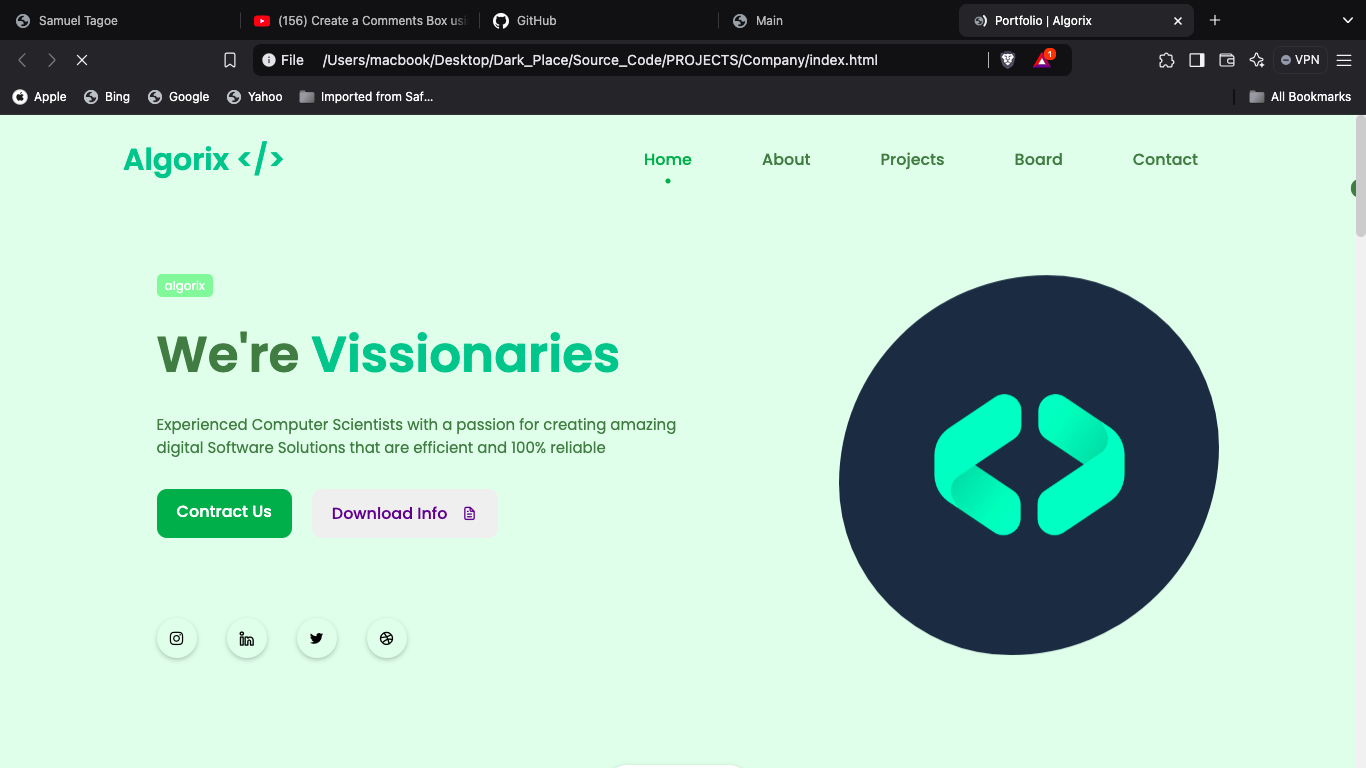 Samuel Tagoe
(156) Create a Comments Box usi
GitHub
Main
Portfolio | Algorix
File /Users/macbook/Desktop/Dark_Place/Source_Code/PROJECTS/Company/index.html
1
VPN
Apple
Bing
Google
Yahoo
Imported from Saf...
All Bookmarks
Algorix </>
Home
About
Projects
Board
Contact
algorix
We're Vissionaries
Experienced Computer Scientists with a passion for creating amazing
digital Software Solutions that are efficient and 100% reliable
Contract Us
Download Info